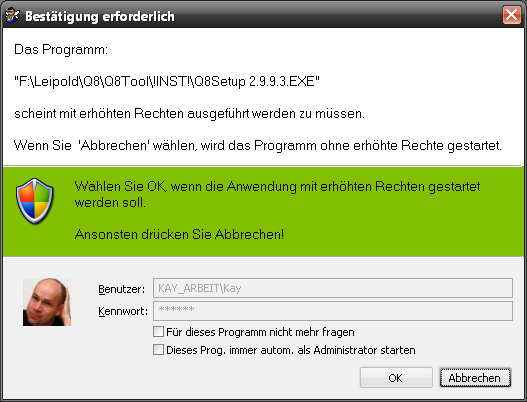 Bestätigung erforderlich
Das Programm:
"F:\Leipold\Q8\Q8Tool\!INST!\Q8Setup 2.9.9.3.EXE"
scheint mit erhöhten Rechten ausgeführt werden zu müssen.
Wenn Sie 'Abbrechen' wählen, wird das Programm ohne erhöhte Rechte gestartet.
Wählen Sie OK, wenn die Anwendung mit erhöhten Rechten gestartet
werden soll.
Ansonsten drücken Sie Abbrechen!
Benutzer: KAY_ARBEIT\Kay
Kennwort: ******
Für dieses Programm nicht mehr fragen
Dieses Prog. immer autom. als Administrator starten
OK Abbrechen